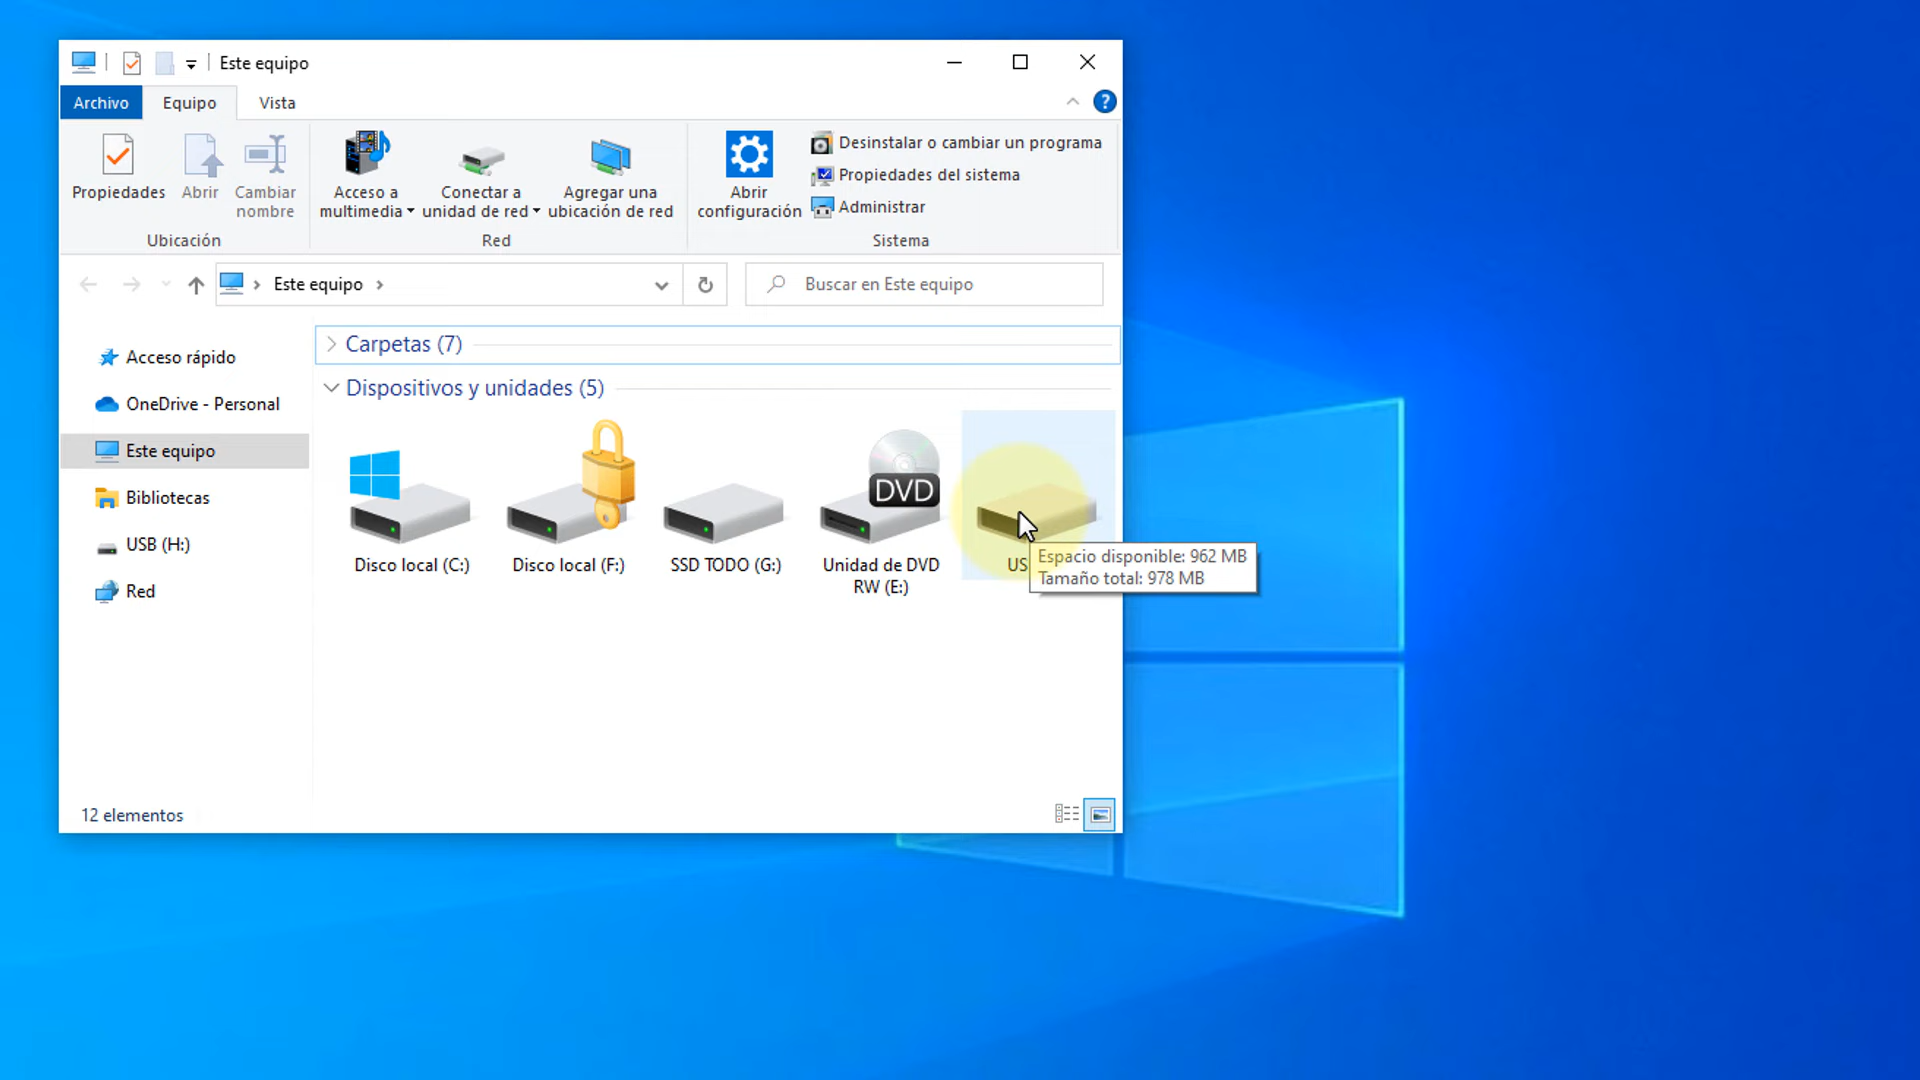 Este equipo
Archivo Equipo Vista
?
Propiedades
Abrir
Cambiar
nombre
Ubicación
Acceso a
multimedia
Conectar a
unidad de red
Agregar una
ubicación de red
Red
Abrir
configuración
Desinstalar o cambiar un programa
Propiedades del sistema
Administrar
Sistema
Este equipo
Buscar en Este equipo
Acceso rápido
OneDrive - Personal
Este equipo
Bibliotecas
USB (H:)
Red
Carpetas (7)
Dispositivos y unidades (5)
Disco local (C:)
Disco local (F:)
SSD TODO (G:)
DVD
Unidad de DVD
RW (E:)
US
Espacio disponible: 962 MB
Tamaño total: 978 MB
12 elementos